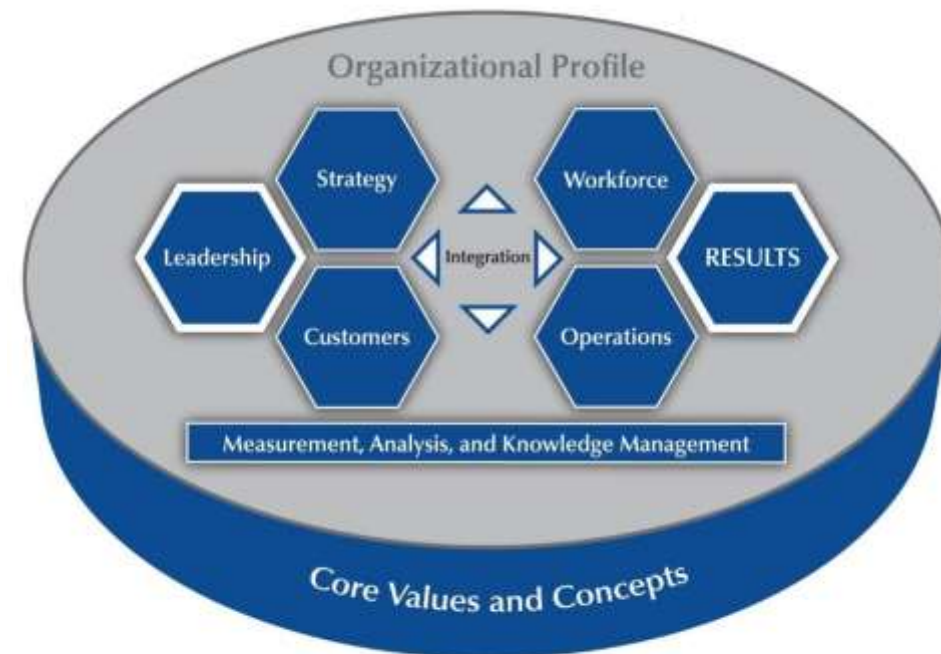 Organizational Profile
Strategy
Workforce
Leadership
Integration
RESULTS
Customers
Operations
Measurement, Analysis, and Knowledge Management
Core Values and Concepts